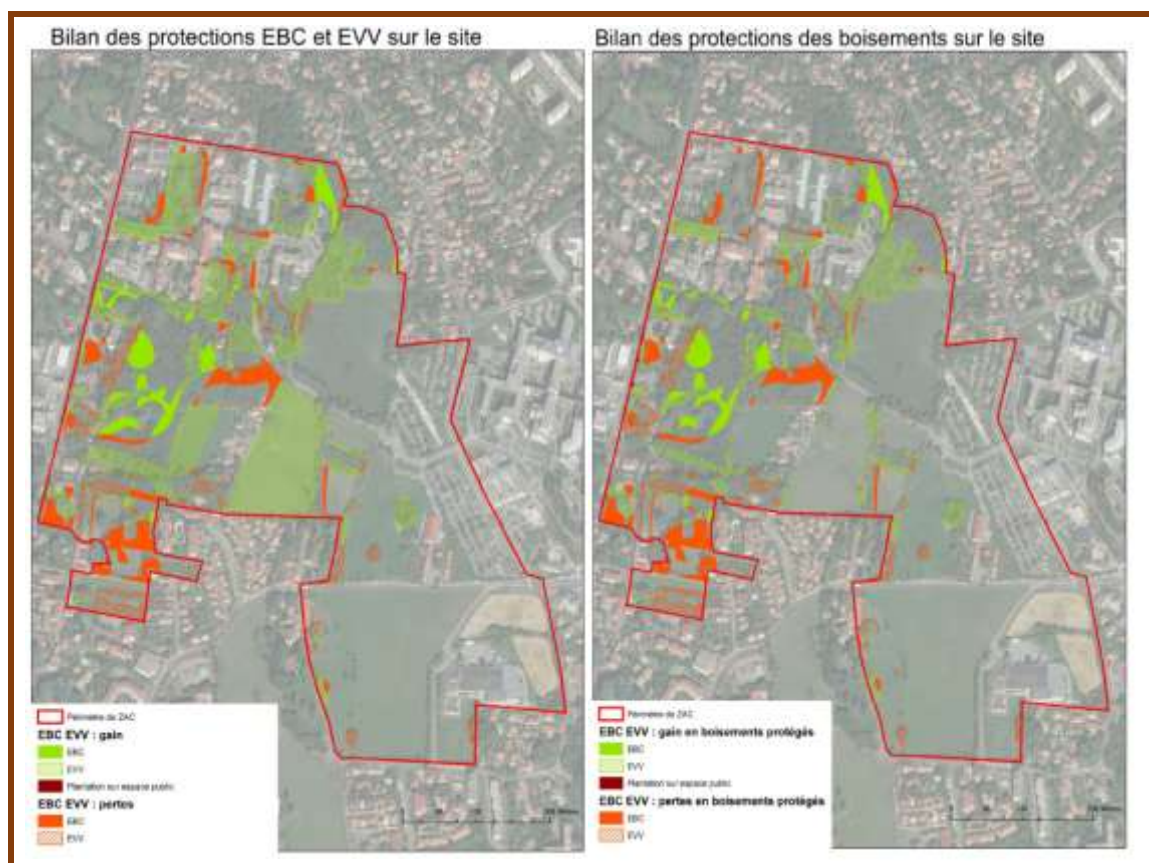 Bilan des protections EBC et EVV sur le site
Périmètre de ZAC
EBC EVV : gain
EBC
EVV
Plantation sur espace public
EBC EVV : pertes
EBC
EVV
Bilan des protections des boisements sur le site
Périmètre de ZAC
EBC EVV : gain en boisements protégés
EBC
EVV
Plantation sur espace public
EBC EVV : pertes en boisements protégés
EBC
EVV